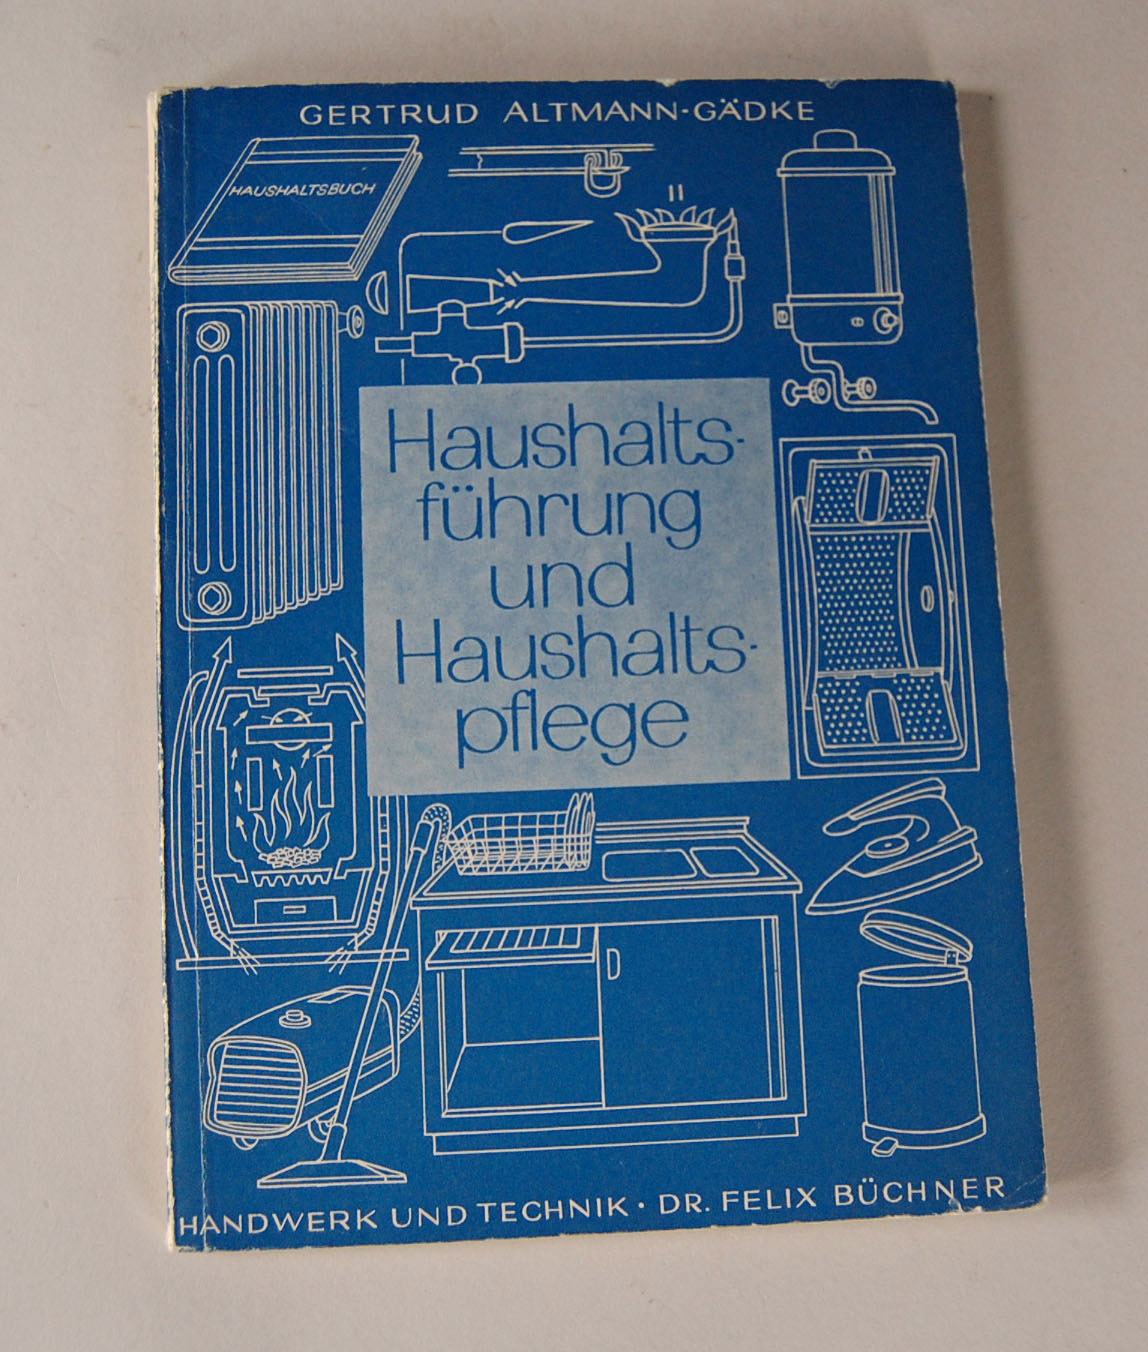 GERTRUD ALTMANN-GÄDKE
HAUSHALTSBUCH
Haushalts-
führung
und
Haushalts-
pflege
HANDWERK UND TECHNIK · DR. FELIX BÜCHNER